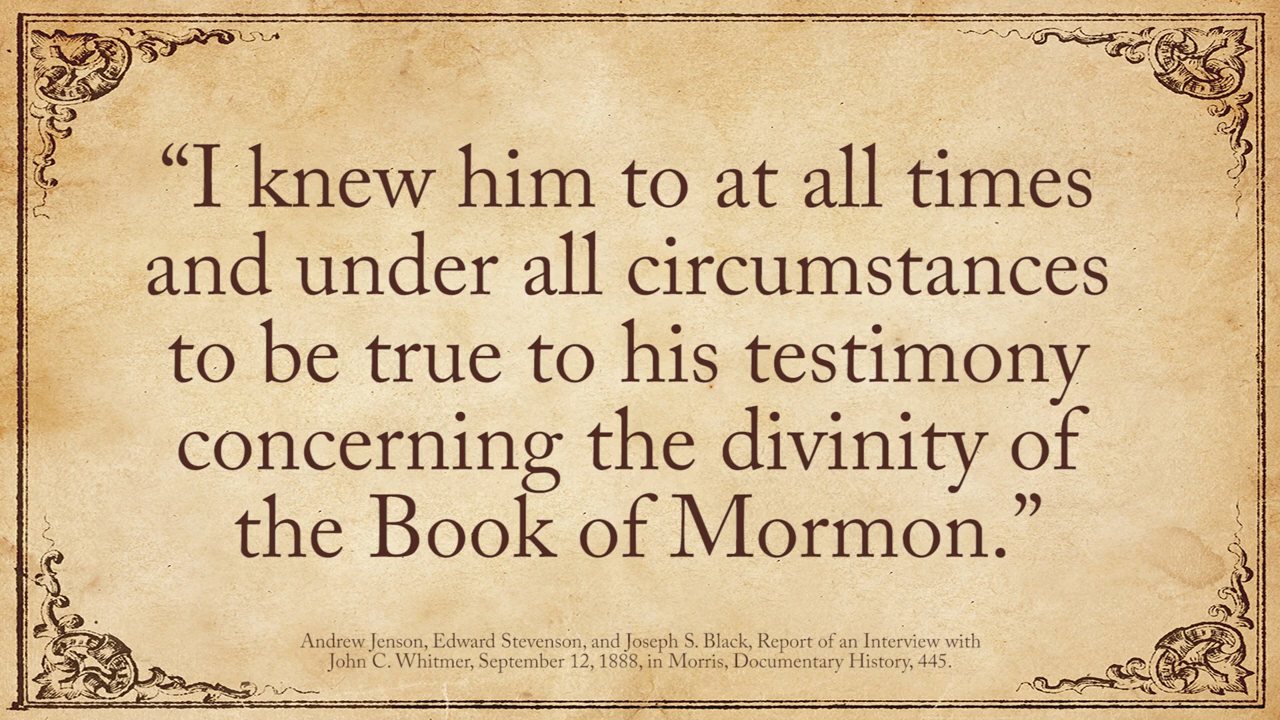 “I knew him to at all times
and under all circumstances
to be true to his testimony
concerning the divinity of
the Book of Mormon.”
Andrew Jenson, Edward Stevenson, and Joseph S. Black, Report of an Interview with
John C. Whitmer, September 12, 1888, in Morris, Documentary History, 445.